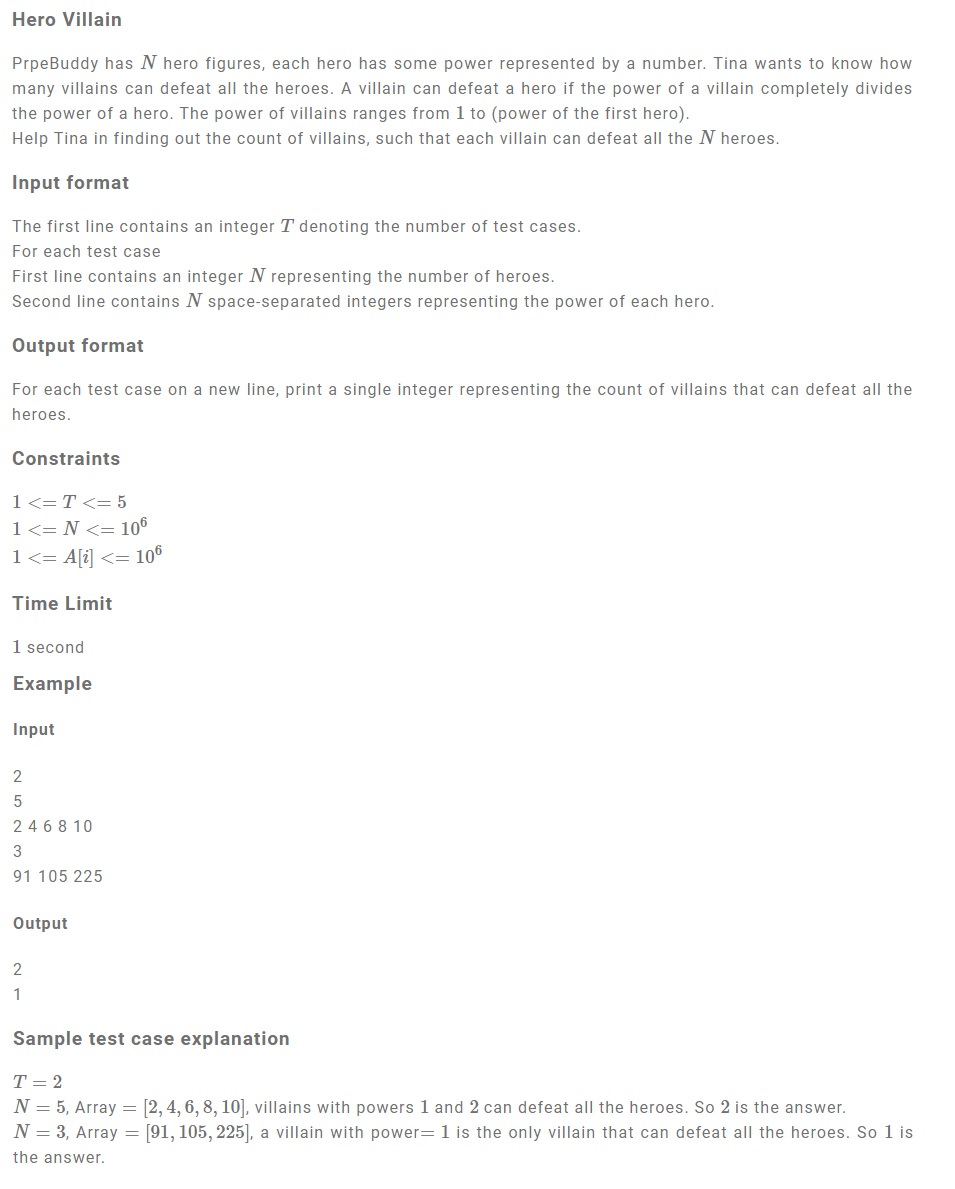 Hero Villain
PrpeBuddy has N hero figures, each hero has some power represented by a number. Tina wants to know how
many villains can defeat all the heroes. A villain can defeat a hero if the power of a villain completely divides
the power of a hero. The power of villains ranges from 1 to (power of the first hero).
Help Tina in finding out the count of villains, such that each villain can defeat all the N heroes.
Input format
The first line contains an integer T denoting the number of test cases.
For each test case
First line contains an integer N representing the number of heroes.
Second line contains N space-separated integers representing the power of each hero.
Output format
For each test case on a new line, print a single integer representing the count of villains that can defeat all the
heroes.
Constraints
1 <= T <= 5
1 <= N <= 10^6
1 <= A[i] <= 10^6
Time Limit
1 second
Example
Input
2
5
2 4 6 8 10
3
91 105 225
Output
2
1
Sample test case explanation
T = 2
N = 5, Array = [2, 4, 6, 8, 10], villains with powers 1 and 2 can defeat all the heroes. So 2 is the answer.
N = 3, Array = [91, 105, 225], a villain with power= 1 is the only villain that can defeat all the heroes. So 1 is
the answer.